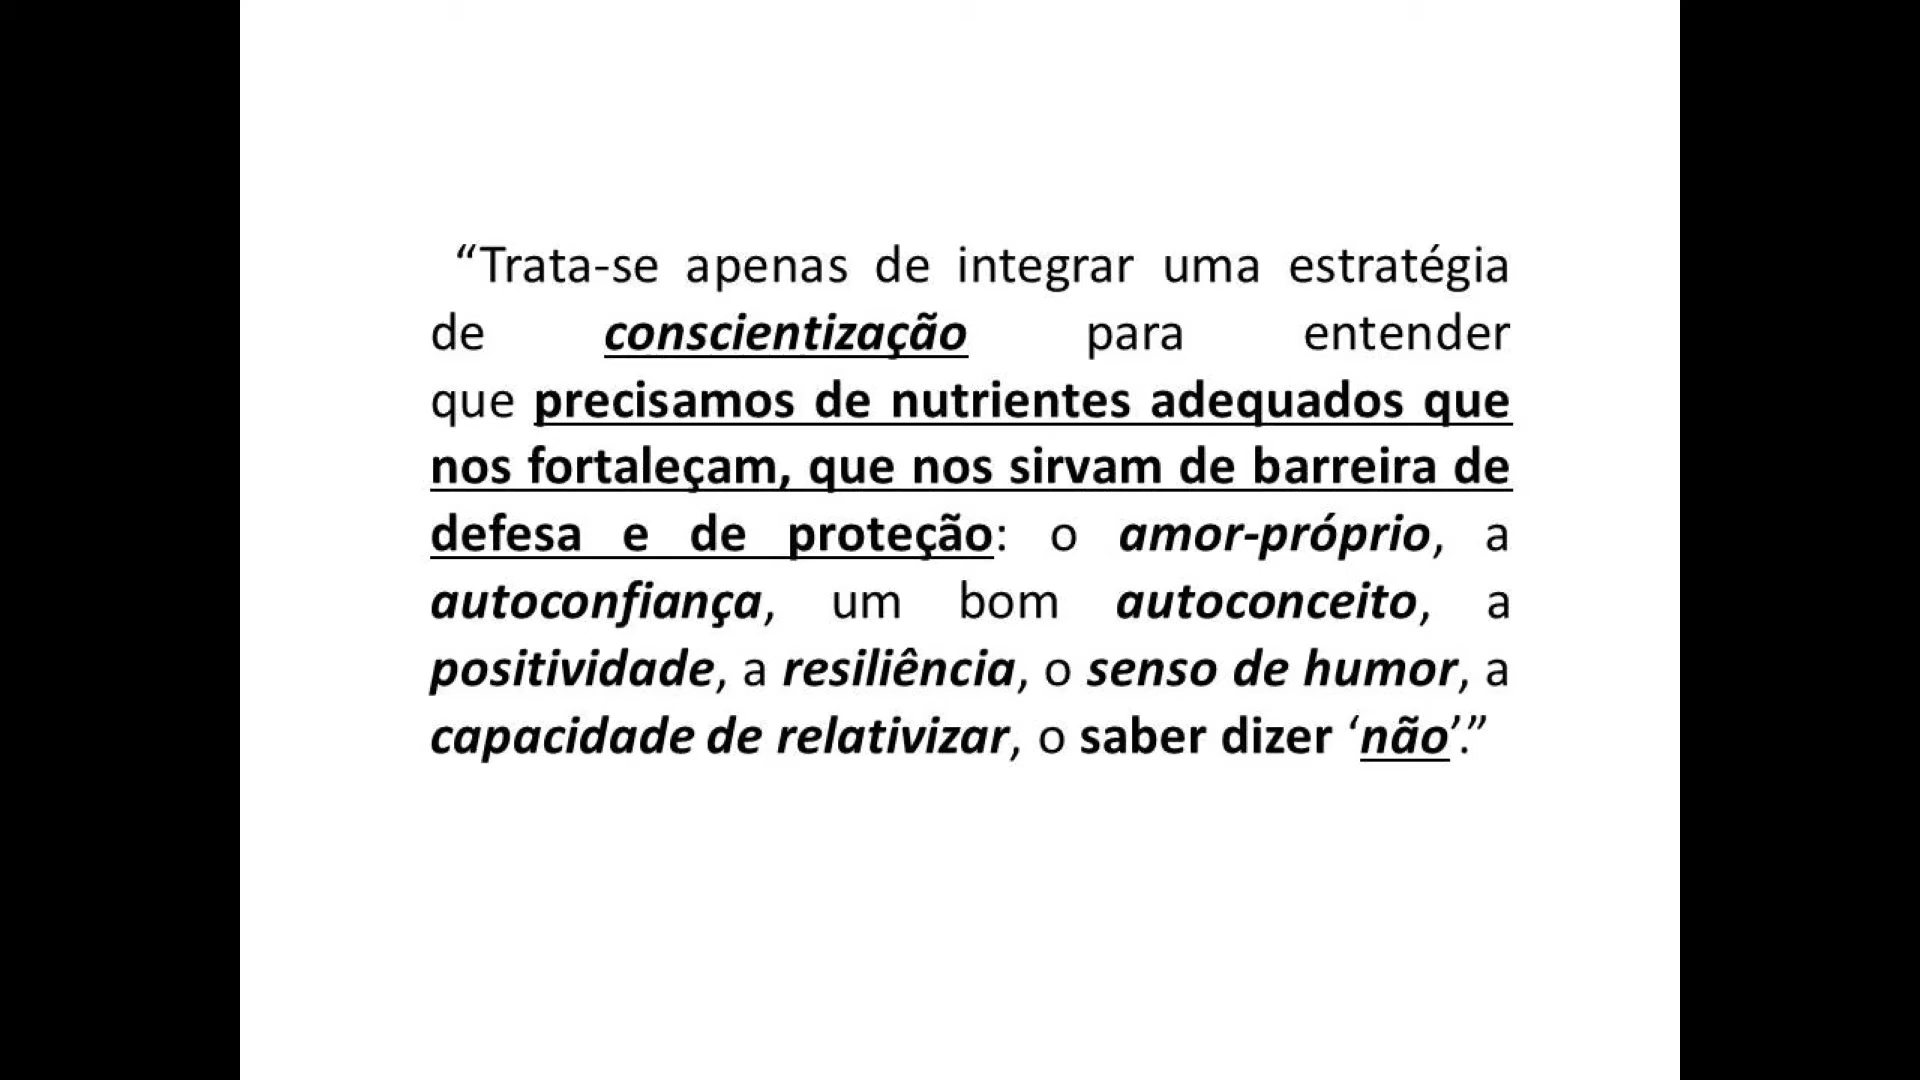 “Trata-se apenas de integrar uma estratégia
de conscientização para entender
que precisamos de nutrientes adequados que
nos fortaleçam, que nos sirvam de barreira de
defesa e de proteção: o amor-próprio, a
autoconfiança, um bom autoconceito, a
positividade, a resiliência, o senso de humor, a
capacidade de relativizar, o saber dizer ‘não’.”